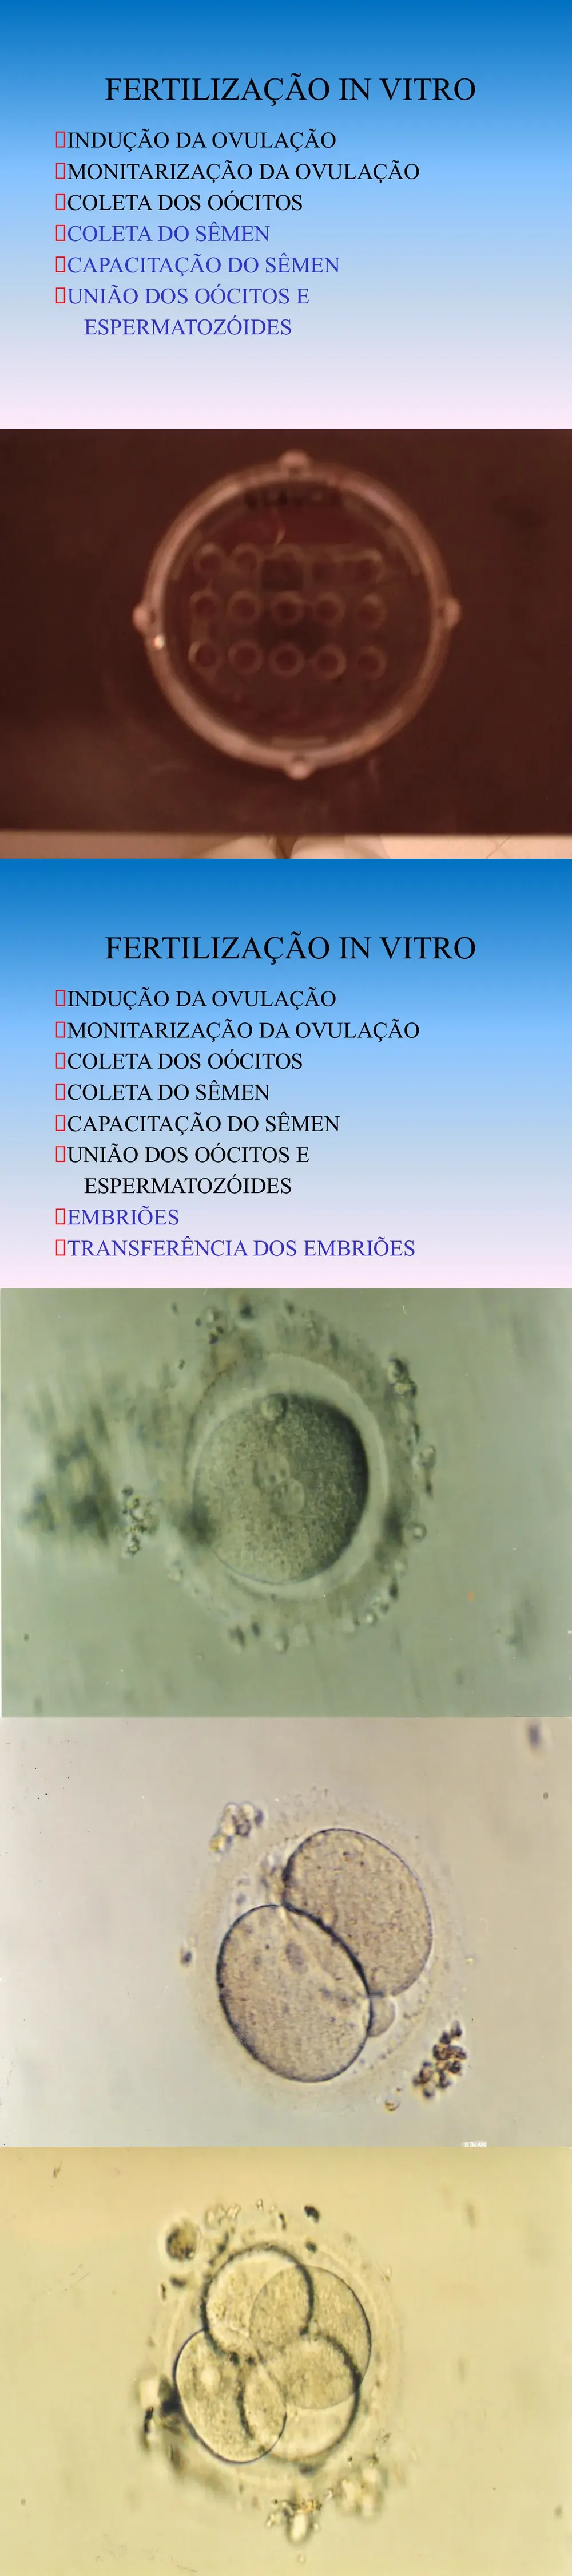 FERTILIZAÇÃO IN VITRO
INDUÇÃO DA OVULAÇÃO
MONITARIZAÇÃO DA OVULAÇÃO
COLETA DOS OÓCITOS
COLETA DO SÊMEN
CAPACITAÇÃO DO SÊMEN
UNIÃO DOS OÓCITOS E
ESPERMATOZÓIDES
FERTILIZAÇÃO IN VITRO
INDUÇÃO DA OVULAÇÃO
MONITARIZAÇÃO DA OVULAÇÃO
COLETA DOS OÓCITOS
COLETA DO SÊMEN
CAPACITAÇÃO DO SÊMEN
UNIÃO DOS OÓCITOS E
ESPERMATOZÓIDES
EMBRIÕES
TRANSFERÊNCIA DOS EMBRIÕES